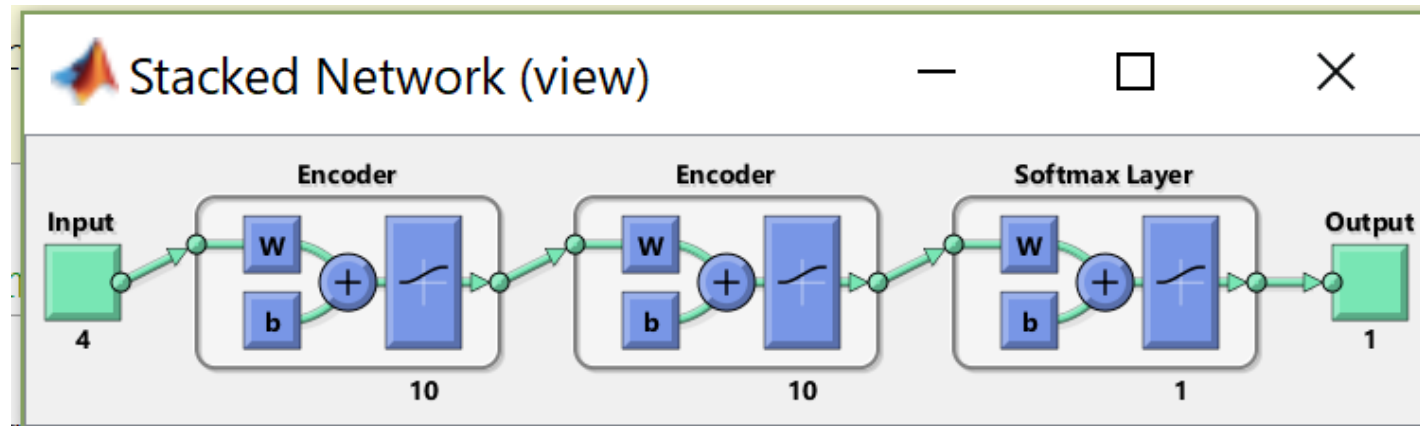 Stacked Network (view)
Encoder Encoder Softmax Layer
Input Output
W W W
+ + +
b b b
4 1
10 10 1